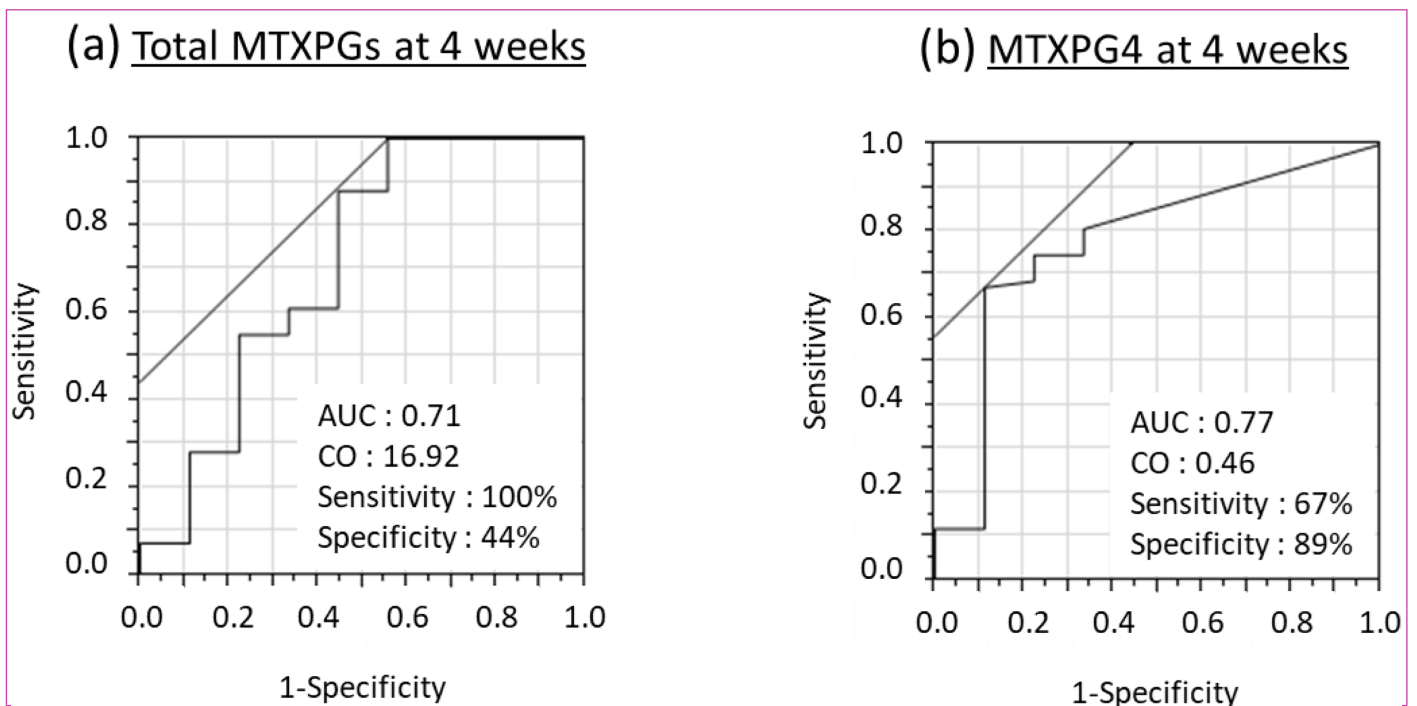 (a) Total MTXPGs at 4 weeks
1.0
0.8
0.6
0.4
0.2
0.0
Sensitivity
AUC : 0.71
CO : 16.92
Sensitivity : 100%
Specificity : 44%
0.0 0.2 0.4 0.6 0.8 1.0
1-Specificity
(b) MTXPG4 at 4 weeks
1.0
0.8
0.6
0.4
0.2
0.0
Sensitivity
AUC : 0.77
CO : 0.46
Sensitivity : 67%
Specificity : 89%
0.0 0.2 0.4 0.6 0.8 1.0
1-Specificity